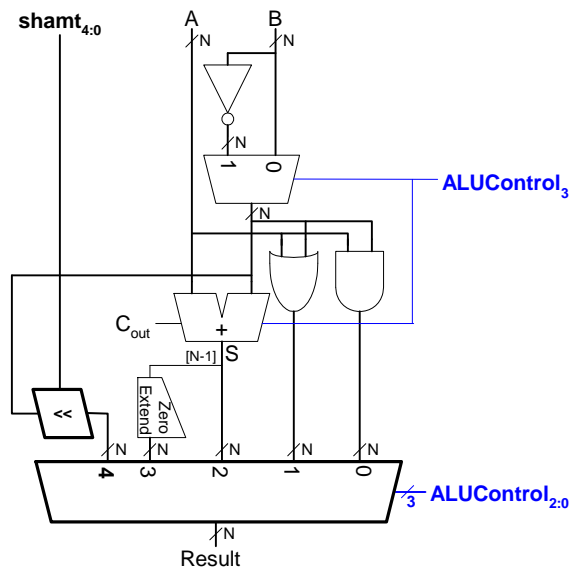 shamt4:0
A B
N N
N
1 0
ALUControl3
N
Cout
+
[N-1] S
Zero Extend
<<
N N N N N
4 3 2 1 0
3 ALUControl2:0
N
Result